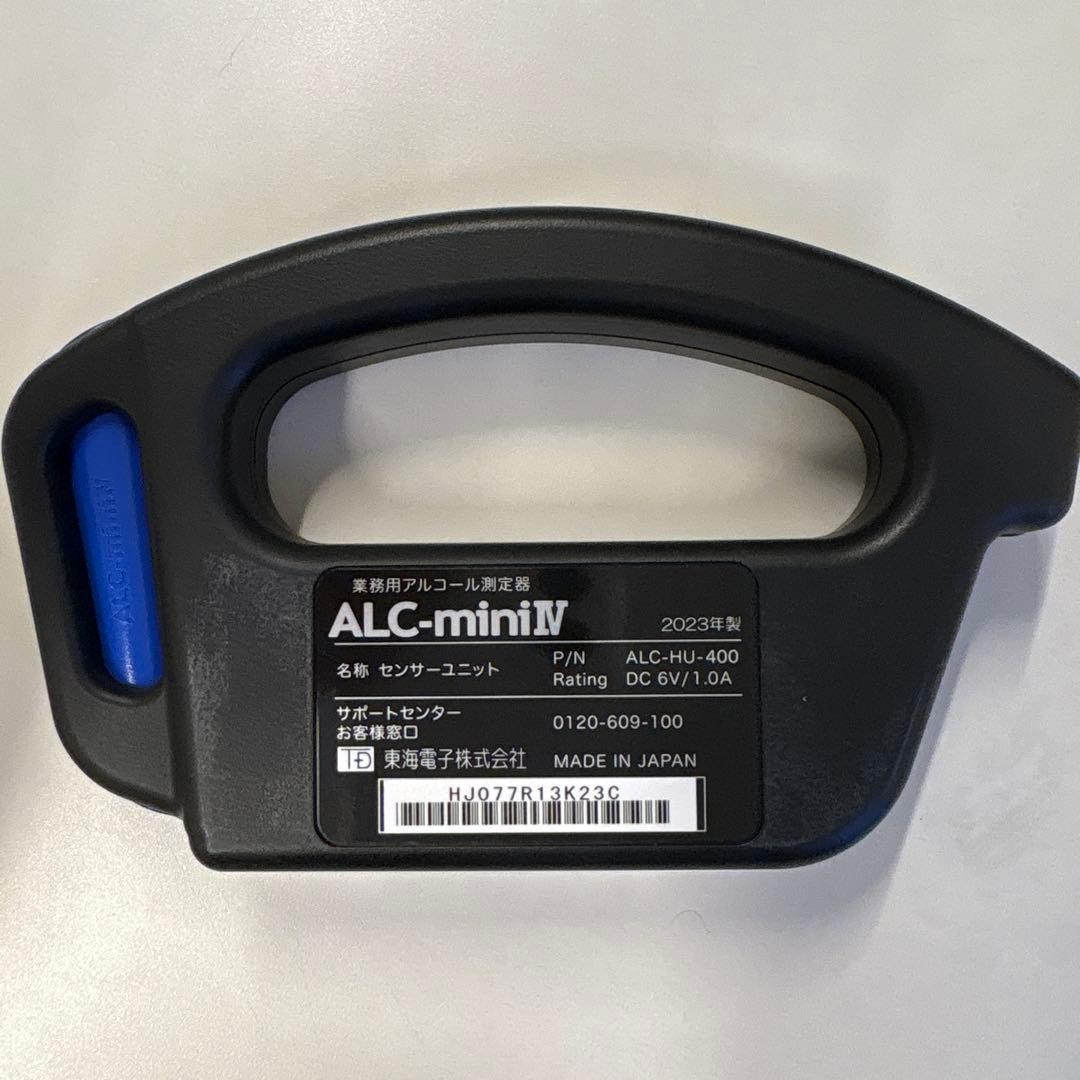 ALC-miniⅣ
業務用アルコール測定器
ALC-miniⅣ 2023年製
名称 センサーユニット P/N ALC-HU-400
Rating DC 6V/1.0A
サポートセンター
お客様窓口 0120-609-100
TD 東海電子株式会社 MADE IN JAPAN
HJ077R13K23C